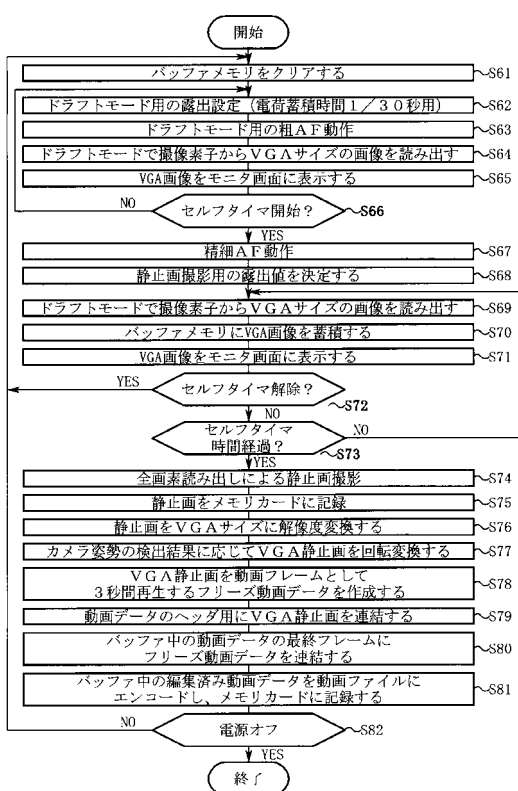 開始
バッファメモリをクリアする
S61
ドラフトモード用の露出設定（電荷蓄積時間１／３０秒用）
S62
ドラフトモード用の粗ＡＦ動作
S63
ドラフトモードで撮像素子からＶＧＡサイズの画像を読み出す
S64
VGA画像をモニタ画面に表示する
S65
NO
セルフタイマ開始？
S66
YES
精細ＡＦ動作
S67
静止画撮影用の露出値を決定する
S68
ドラフトモードで撮像素子からＶＧＡサイズの画像を読み出す
S69
バッファメモリにVGA画像を蓄積する
S70
VGA画像をモニタ画面に表示する
S71
YES
セルフタイマ解除？
S72
NO
セルフタイマ
時間経過？
NO
S73
YES
全画素読み出しによる静止画撮影
S74
静止画をメモリカードに記録
S75
静止画をＶＧＡサイズに解像度変換する
S76
カメラ姿勢の検出結果に応じてＶＧＡ静止画を回転変換する
S77
ＶＧＡ静止画を動画フレームとして
３秒間再生するフリーズ動画データを作成する
S78
動画データのヘッダ用にＶＧＡ静止画を連結する
S79
バッファ中の動画データの最終フレームに
フリーズ動画データを連結する
S80
バッファ中の編集済み動画データを動画ファイルに
エンコードし、メモリカードに記録する
S81
NO
電源オフ
S82
YES
終了